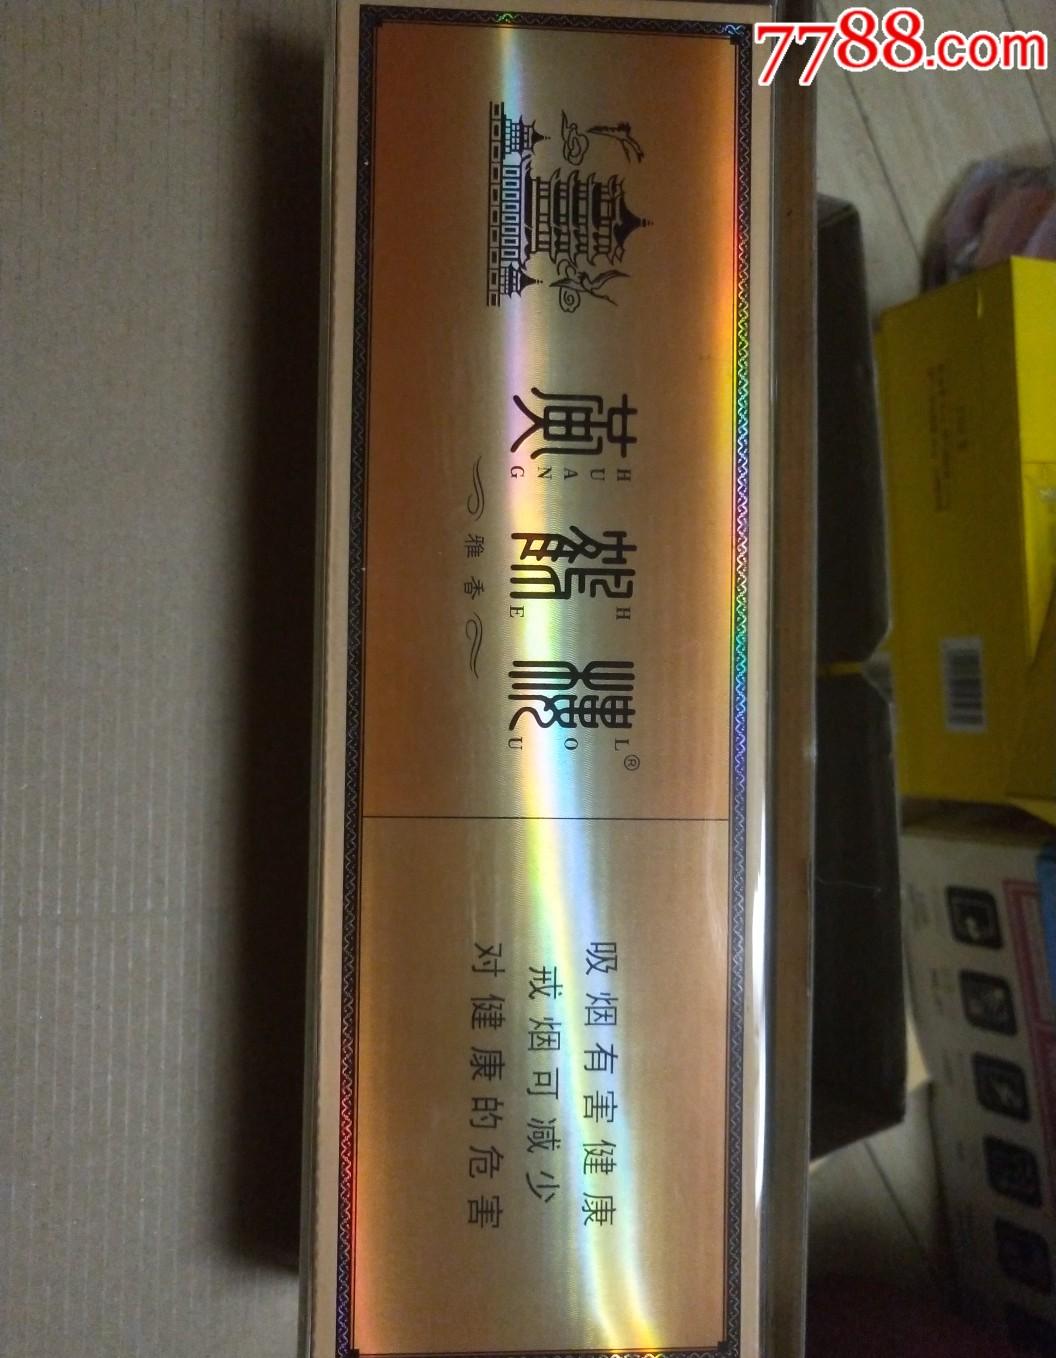 7788.com
黄鹤楼®
HUANG HE LOU
雅香
吸烟有害健康
戒烟可减少
对健康的危害